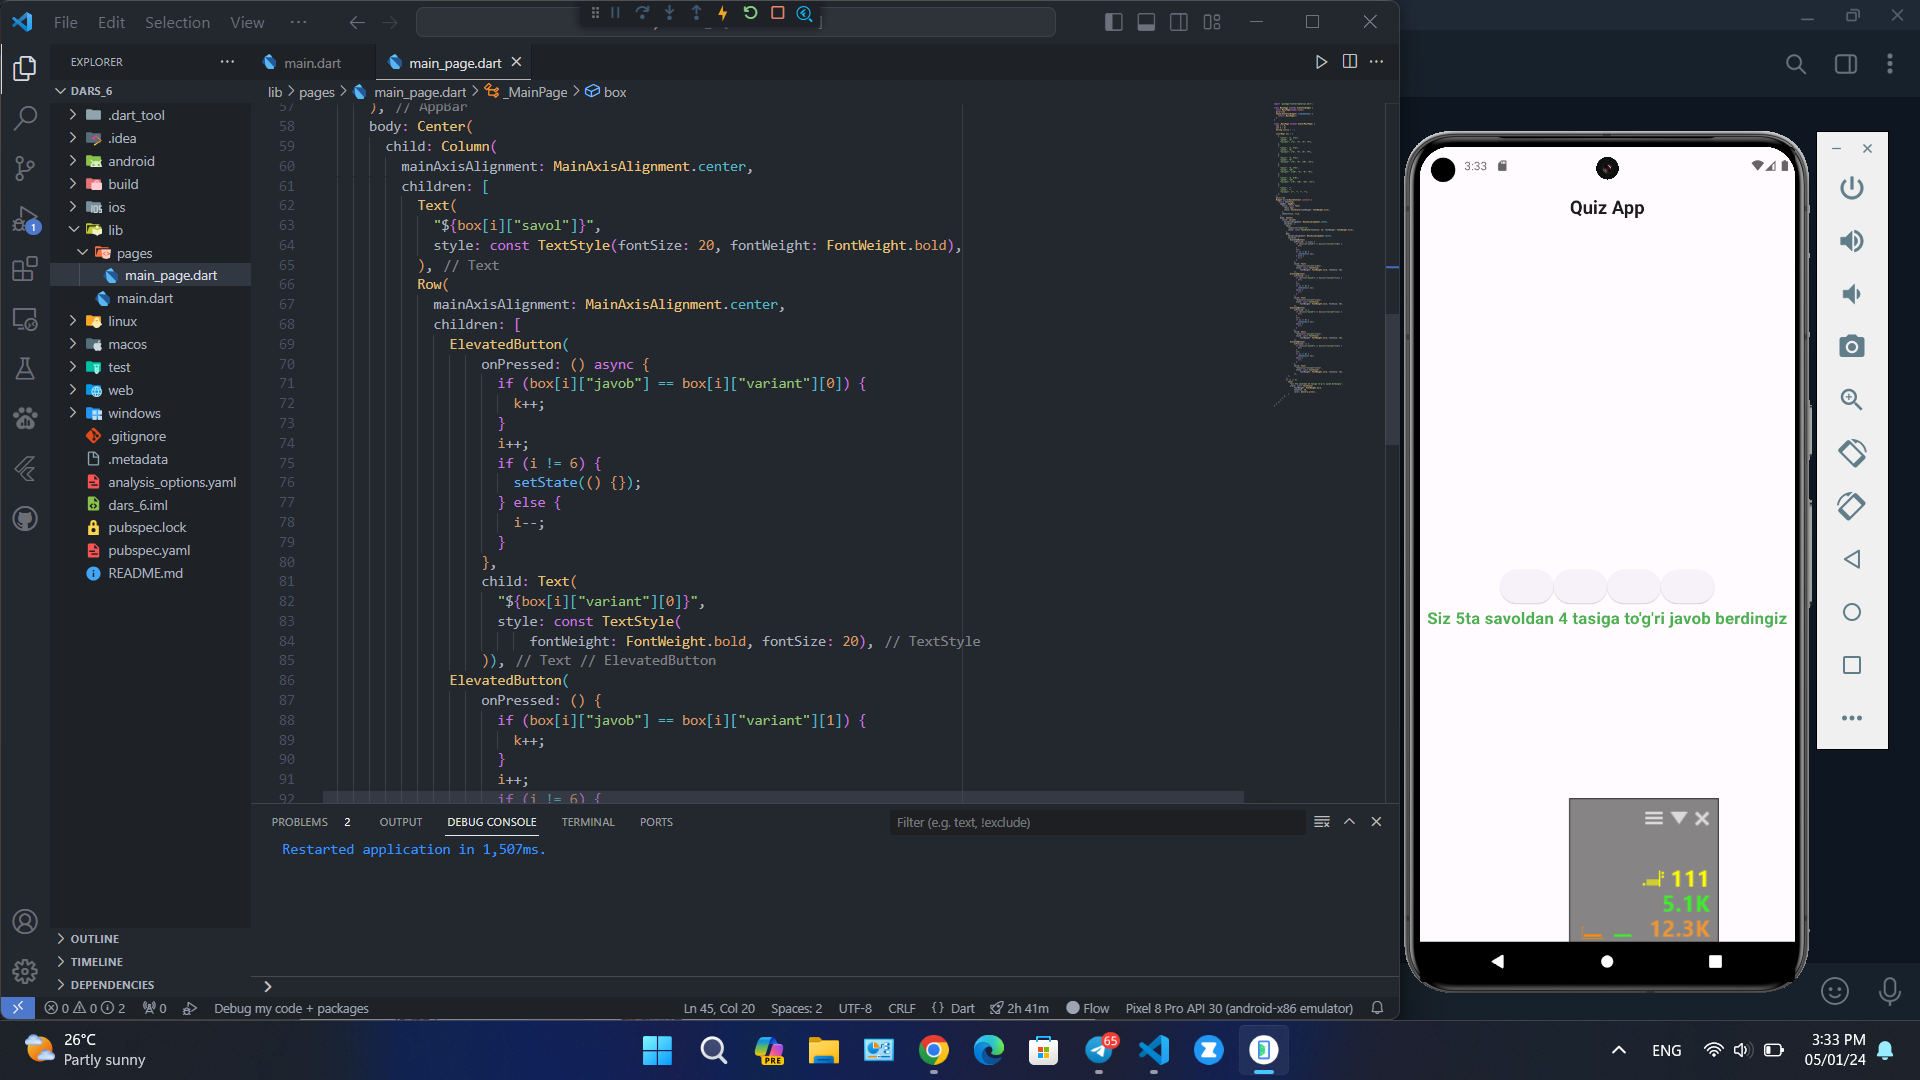 File Edit Selection View
EXPLORER
main.dart
main_page.dart
DARS_6
lib > pages > main_page.dart > _MainPage > box
.dart_tool
.idea
android
build
ios
lib
pages
main_page.dart
main.dart
linux
macos
test
web
windows
.gitignore
.metadata
analysis_options.yaml
dars_6.iml
pubspec.lock
pubspec.yaml
README.md
OUTLINE
TIMELINE
DEPENDENCIES
57 ), // AppBar
58 body: Center(
59 child: Column(
60 mainAxisAlignment: MainAxisAlignment.center,
61 children: [
62 Text(
63 "${box[i]["savol"]}",
64 style: const TextStyle(fontSize: 20, fontWeight: FontWeight.bold),
65 ), // Text
66 Row(
67 mainAxisAlignment: MainAxisAlignment.center,
68 children: [
69 ElevatedButton(
70 onPressed: () async {
71 if (box[i]["javob"] == box[i]["variant"][0]) {
72 k++;
73 }
74 i++;
75 if (i != 6) {
76 setState(() {});
77 } else {
78 i--;
79 }
80 },
81 child: Text(
82 "${box[i]["variant"][0]}",
83 style: const TextStyle(
84 fontWeight: FontWeight.bold, fontSize: 20), // TextStyle
85 )), // Text // ElevatedButton
86 ElevatedButton(
87 onPressed: () {
88 if (box[i]["javob"] == box[i]["variant"][1]) {
89 k++;
90 }
91 i++;
92 if (i != 6) {
PROBLEMS 2 OUTPUT DEBUG CONSOLE TERMINAL PORTS
Filter (e.g. text, !exclude)
Restarted application in 1,507ms.
0 0 2 0 Debug my code + packages
Ln 45, Col 20 Spaces: 2 UTF-8 CRLF {} Dart 2h 41m Flow Pixel 8 Pro API 30 (android-x86 emulator)
3:33
Quiz App
Siz 5ta savoldan 4 tasiga to'g'ri javob berdingiz
111
5.1K
12.3K
1
26°C
Partly sunny
PRE
65
ENG
3:33 PM
05/01/24